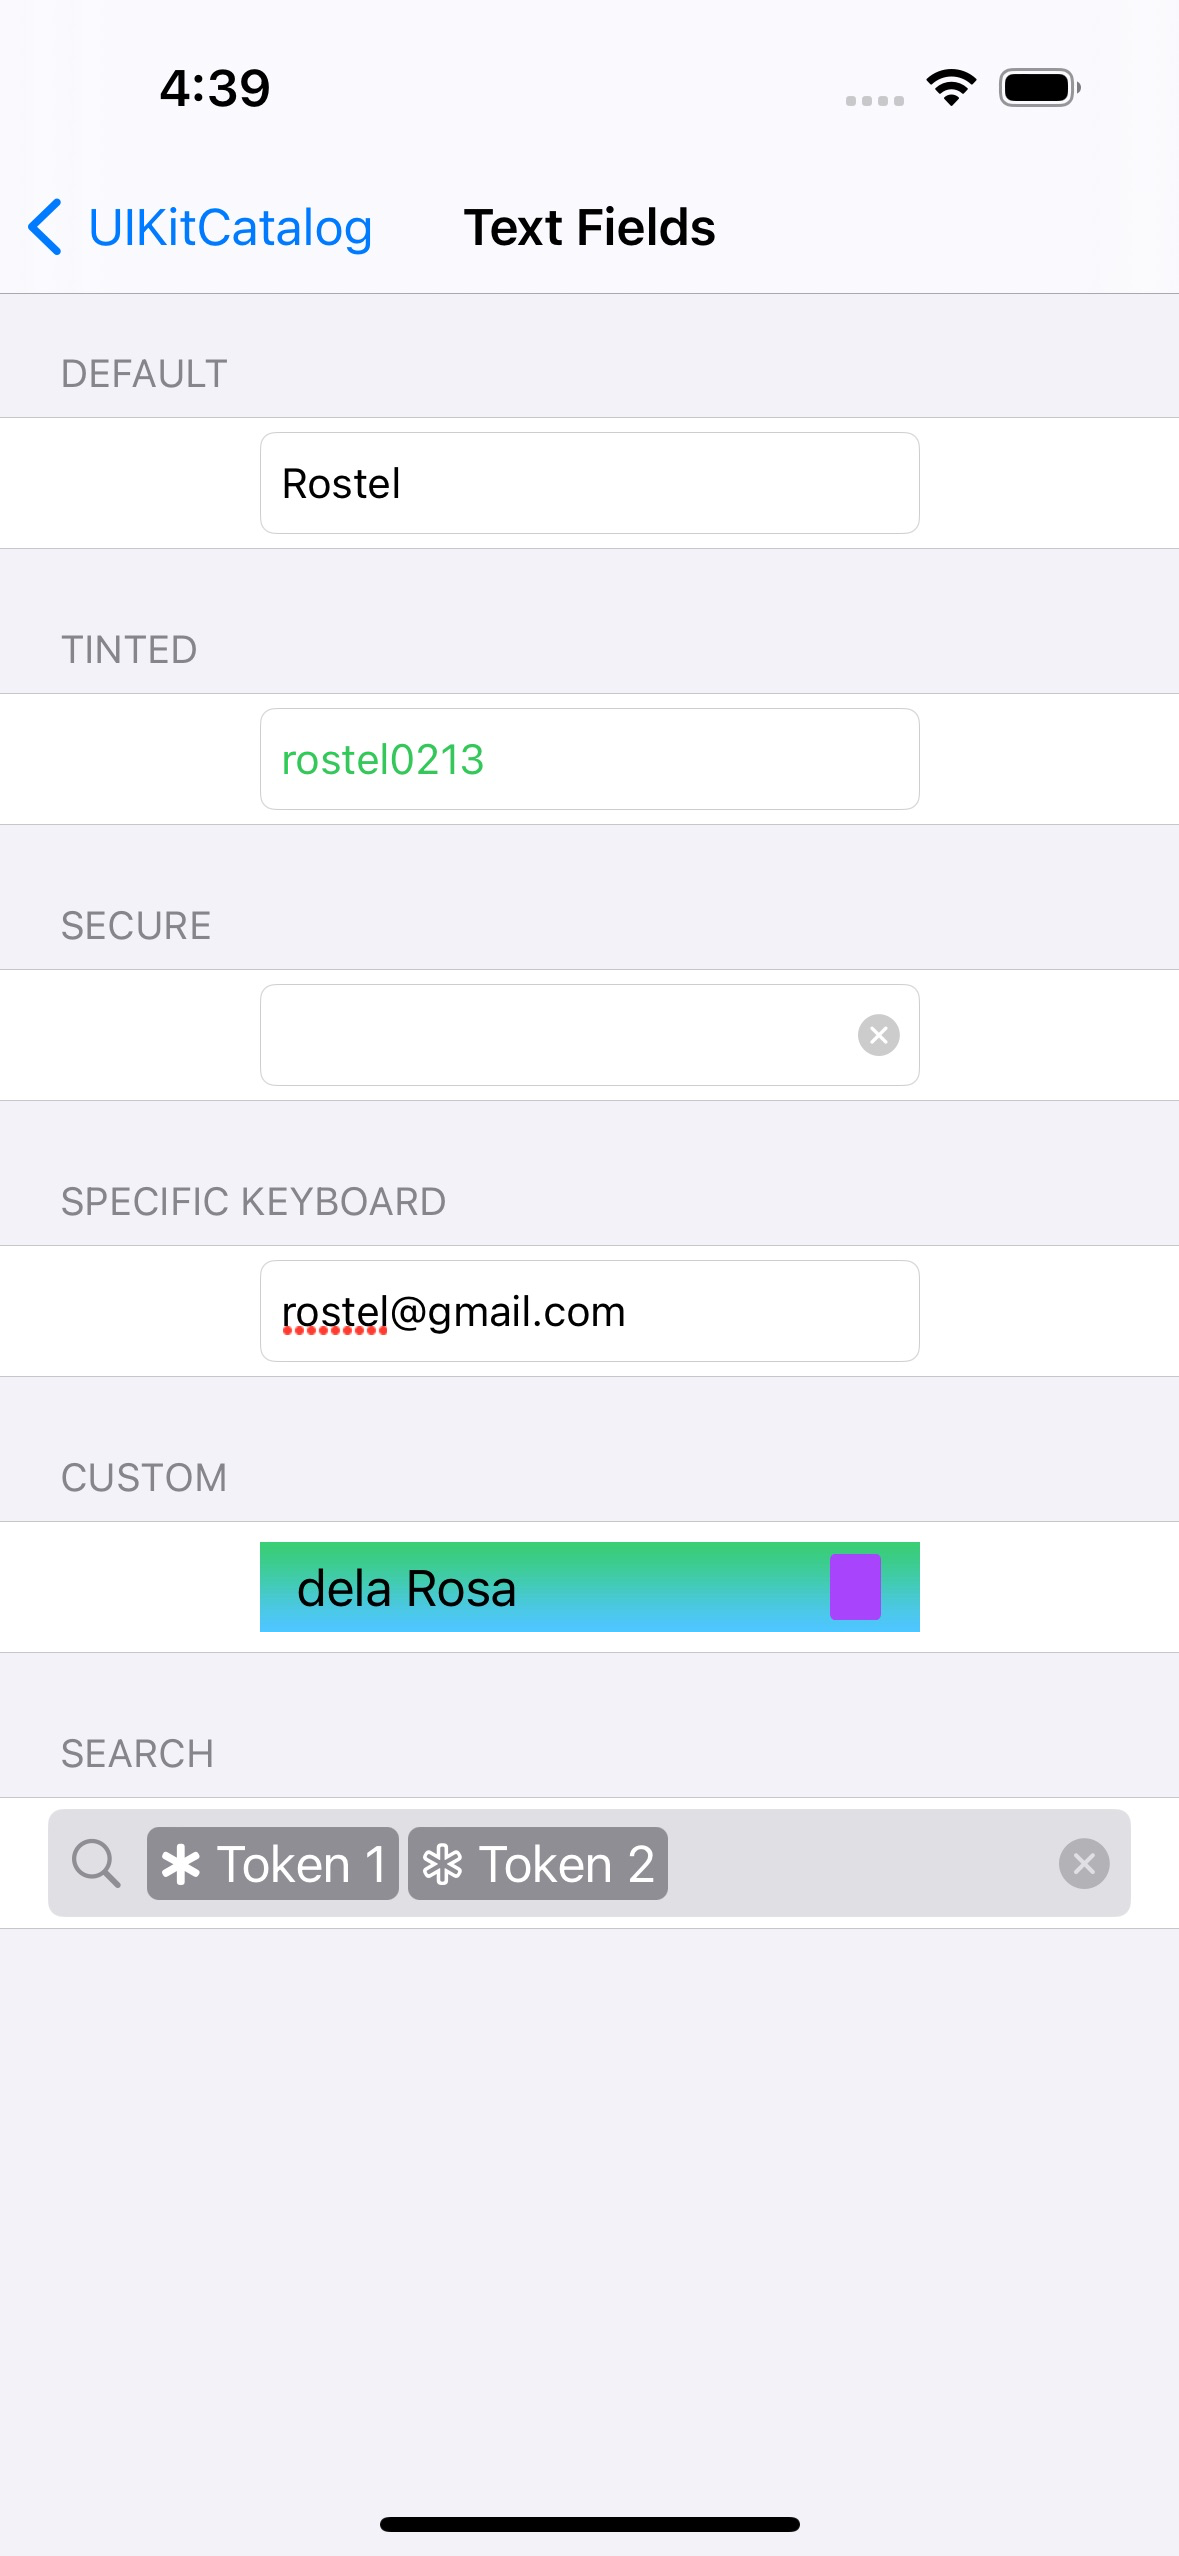 4:39
UIKitCatalog Text Fields
DEFAULT
Rostel
TINTED
rostel0213
SECURE
SPECIFIC KEYBOARD
rostel@gmail.com
CUSTOM
dela Rosa
SEARCH
Token 1 Token 2